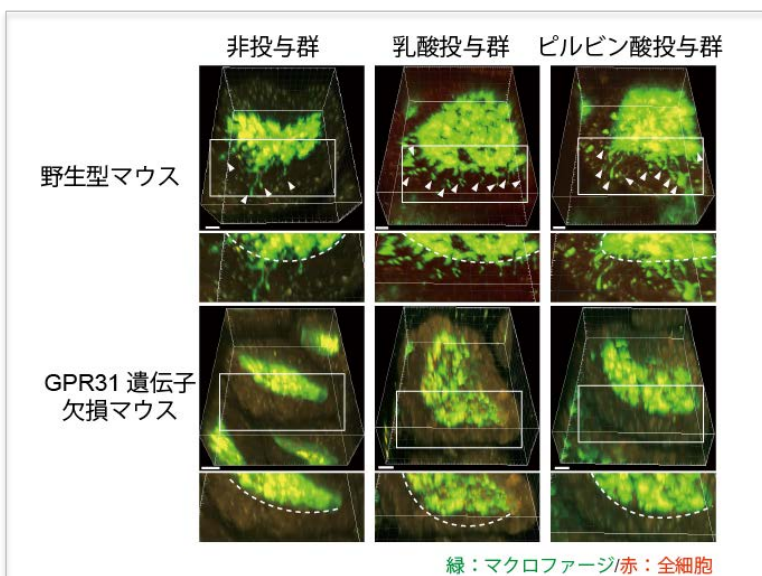 非投与群
乳酸投与群
ピルビン酸投与群
野生型マウス
GPR31 遺伝子
欠損マウス
緑：マクロファージ/赤：全細胞